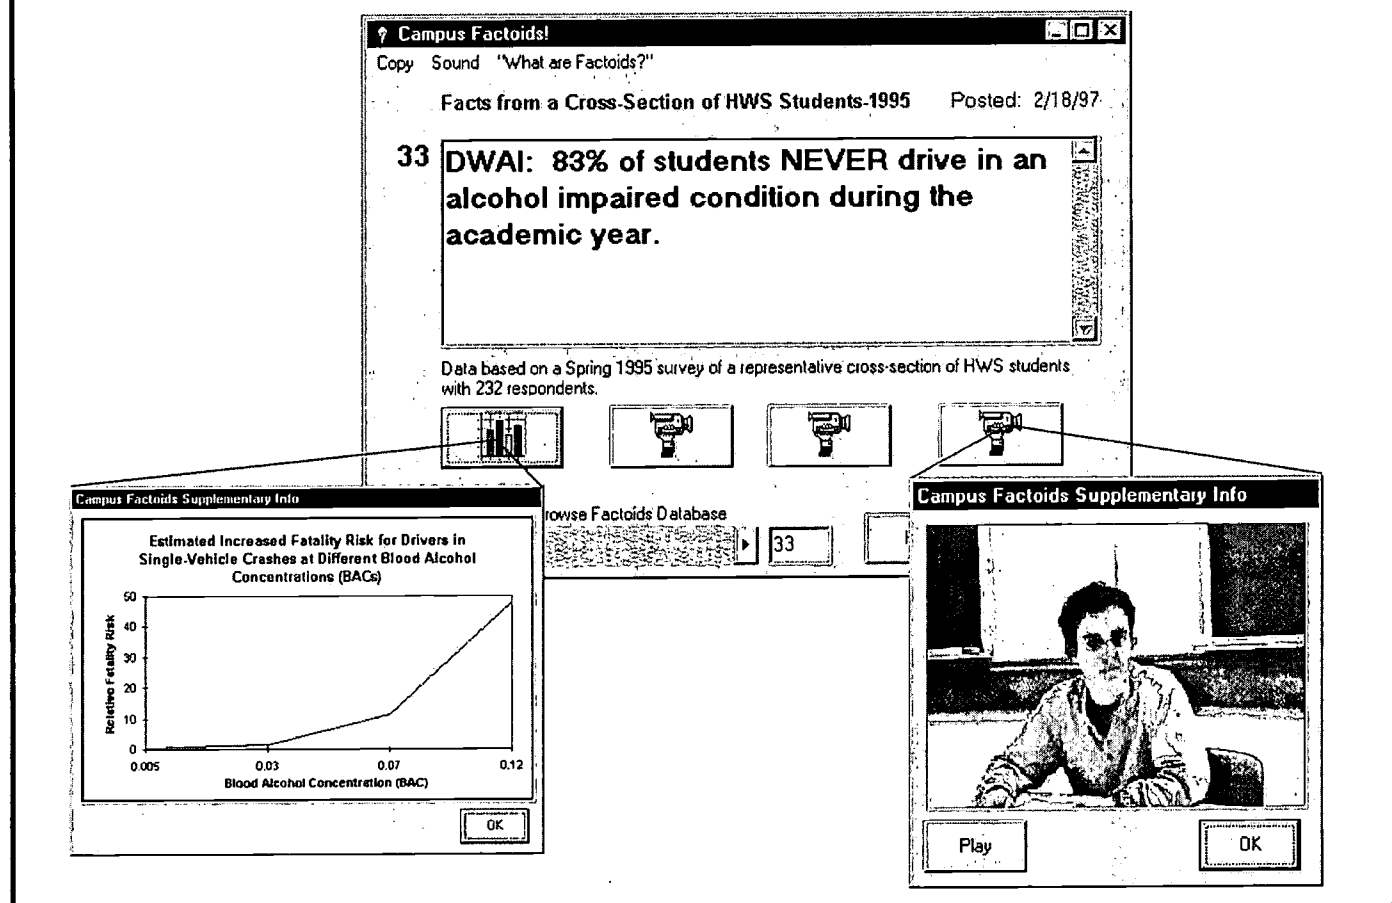 Campus Factoids!
Copy Sound "What are Factoids?"
Facts from a Cross-Section of HWS Students-1995 Posted: 2/18/97
33 DWAI: 83% of students NEVER drive in an
alcohol impaired condition during the
academic year.
Data based on a Spring 1995 survey of a representative cross-section of HWS students
with 232 respondents.
rowse Factoids Database
33
Campus Factoids Supplementary Info
Estimated Increased Fatality Risk for Drivers in
Single-Vehicle Crashes at Different Blood Alcohol
Concentrations (BACs)
50
40
30
20
10
0
Relative Fatality Risk
0.005 0.03 0.07 0.12
Blood Alcohol Concentration (BAC)
OK
Campus Factoids Supplementary Info
Play OK